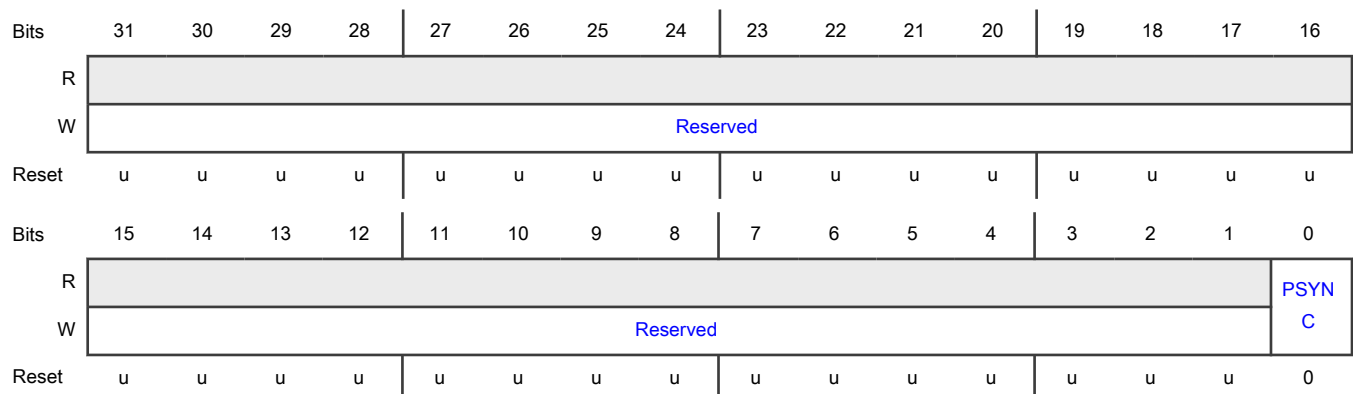 Bits 31 30 29 28 27 26 25 24 23 22 21 20 19 18 17 16
R
W Reserved
Reset u u u u u u u u u u u u u u u u
Bits 15 14 13 12 11 10 9 8 7 6 5 4 3 2 1 0
R PSYN
W Reserved C
Reset u u u u u u u u u u u u u u u 0